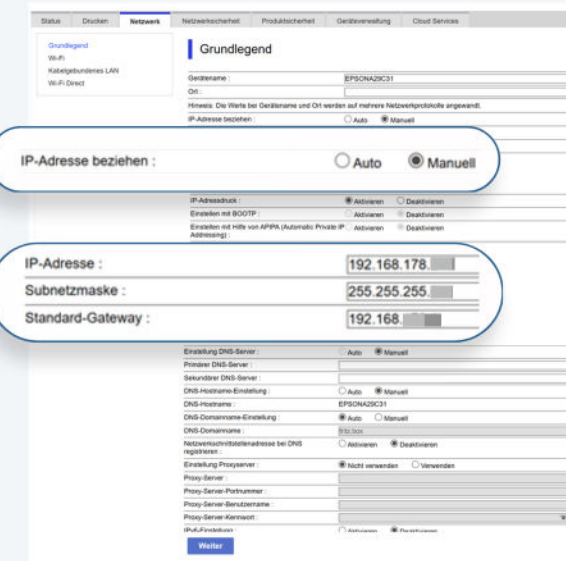 Status Drucken Netzwerk Netzwerksicherheit Produktsicherheit Geräteverwaltung Cloud Services
Grundlegend
Wi-Fi
Kabelgebundenes LAN
Wi-Fi Direct
Grundlegend
Gerätename : EPSONA29C31
Ort :
Hinweis: Die Werte bei Gerätename und Ort werden auf mehrere Netzwerkprotokolle angewandt.
IP-Adresse beziehen : Auto Manuell
IP-Adresse beziehen : Auto Manuell
IP-Adressdruck : Aktivieren Deaktivieren
Einstellen mit BOOTP : Aktivieren Deaktivieren
Einstellen mit Hilfe von APIPA (Automatic Private IP Addressing) : Aktivieren Deaktivieren
IP-Adresse : 192.168.178.
Subnetzmaske : 255.255.255.
Standard-Gateway : 192.168.
Einstellung DNS-Server : Auto Manuell
Primärer DNS-Server :
Sekundärer DNS-Server :
DNS-Hostname-Einstellung : Auto Manuell
DNS-Hostname : EPSONA29C31
DNS-Domainname-Einstellung : Auto Manuell
DNS-Domainname : fritz.box
Netzwerkschnittstellenadresse bei DNS registrieren : Aktivieren Deaktivieren
Einstellung Proxyserver : Nicht verwenden Verwenden
Proxy-Server :
Proxy-Server-Portnummer :
Proxy-Server-Benutzername :
Proxy-Server-Kennwort :
IPv6-Einstellung : Aktivieren Deaktivieren
Weiter